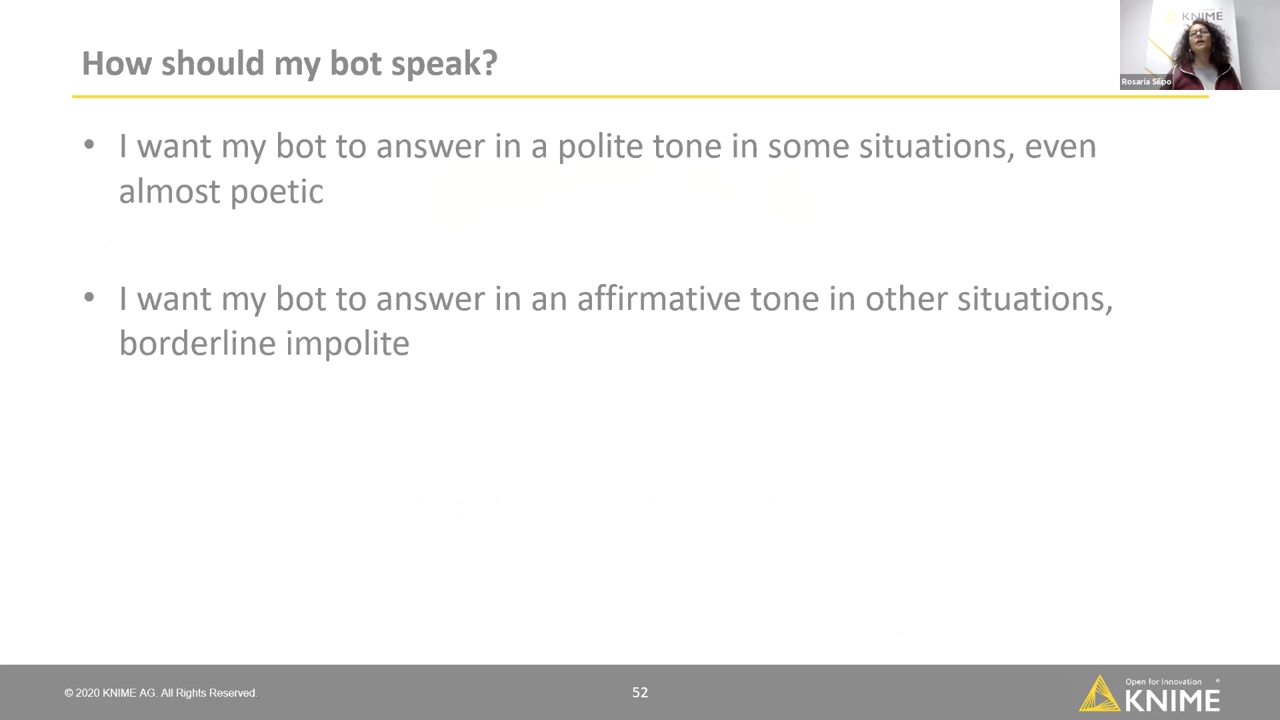 How should my bot speak?
KNIME
Rosaria Silipo
• I want my bot to answer in a polite tone in some situations, even
almost poetic
• I want my bot to answer in an affirmative tone in other situations,
borderline impolite
© 2020 KNIME AG. All Rights Reserved.
52
Open for Innovation ®
KNIME